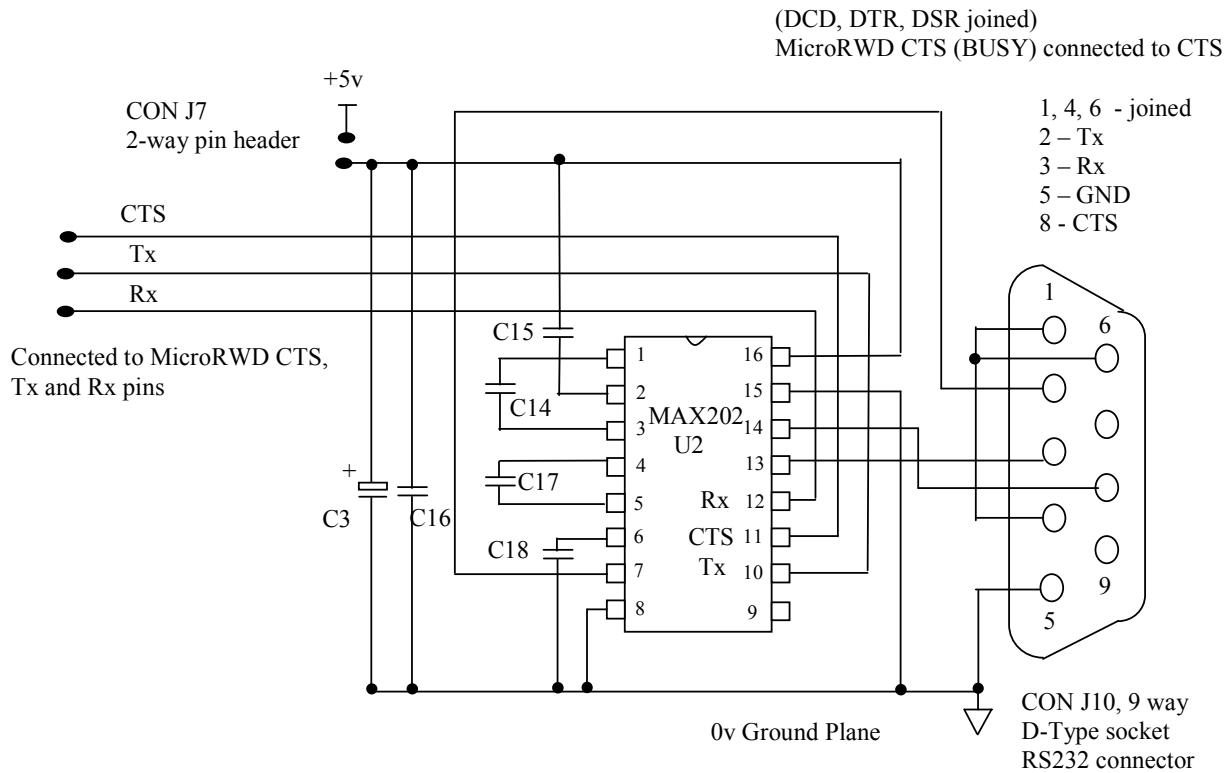 (DCD, DTR, DSR joined)
MicroRWD CTS (BUSY) connected to CTS
+5v
CON J7
2-way pin header
1, 4, 6  - joined
2 – Tx
3 – Rx
5 – GND
8 - CTS
CTS
Tx
Rx
Connected to MicroRWD CTS,
Tx and Rx pins
C15
C14
C17
C18
+
C3
C16
1
2
3
4
5
6
7
8
MAX202
U2
Rx
CTS
Tx
16
15
14
13
12
11
10
9
1
6
9
5
0v Ground Plane
CON J10, 9 way
D-Type socket
RS232 connector